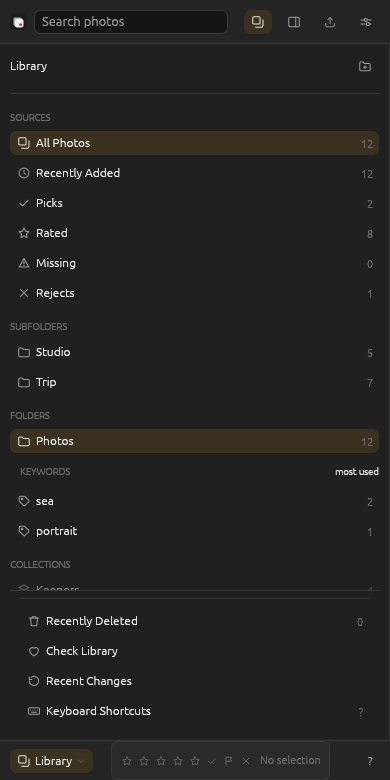 Search photos
Library
SOURCES
All Photos 12
Recently Added 12
Picks 2
Rated 8
Missing 0
Rejects 1
SUBFOLDERS
Studio 5
Trip 7
FOLDERS
Photos 12
KEYWORDS most used
sea 2
portrait 1
COLLECTIONS
Keepers
Recently Deleted 0
Check Library
Recent Changes
Keyboard Shortcuts ?
Library No selection ?